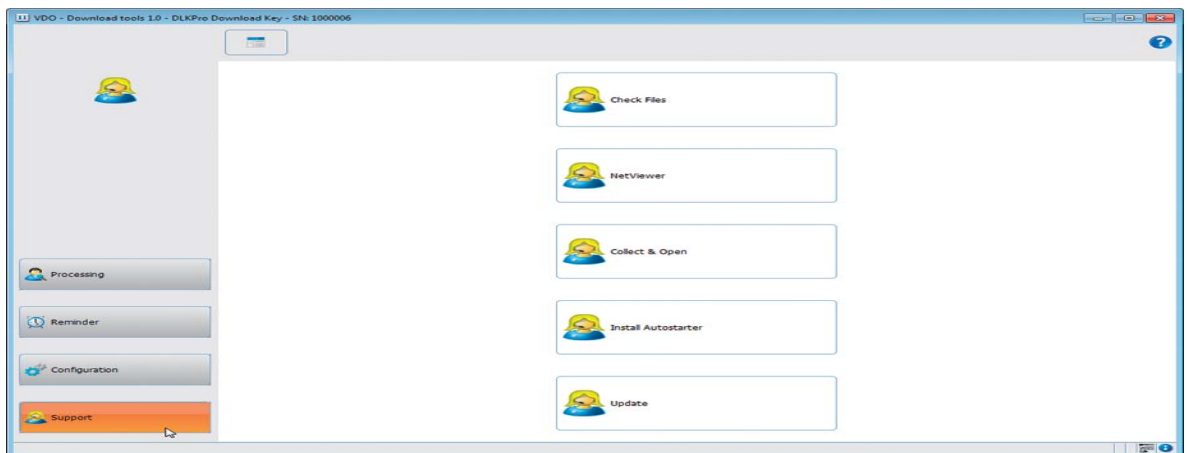 VDO - Download tools 1.0 - DLKPro Download Key - SN: 1000006
Check Files
NetViewer
Collect & Open
Install Autostarter
Update
Processing
Reminder
Configuration
Support